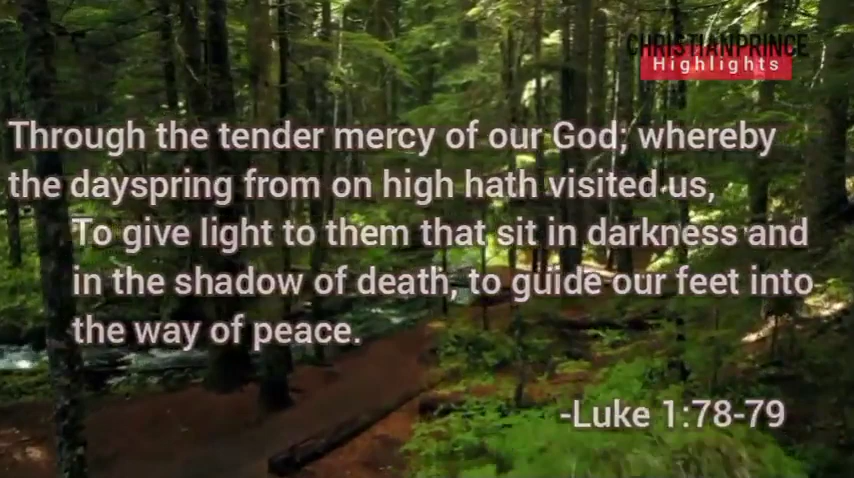 CHRISTIANPRINCE
Highlights
Through the tender mercy of our God; whereby
the dayspring from on high hath visited us,
To give light to them that sit in darkness and
in the shadow of death, to guide our feet into
the way of peace.
-Luke 1:78-79